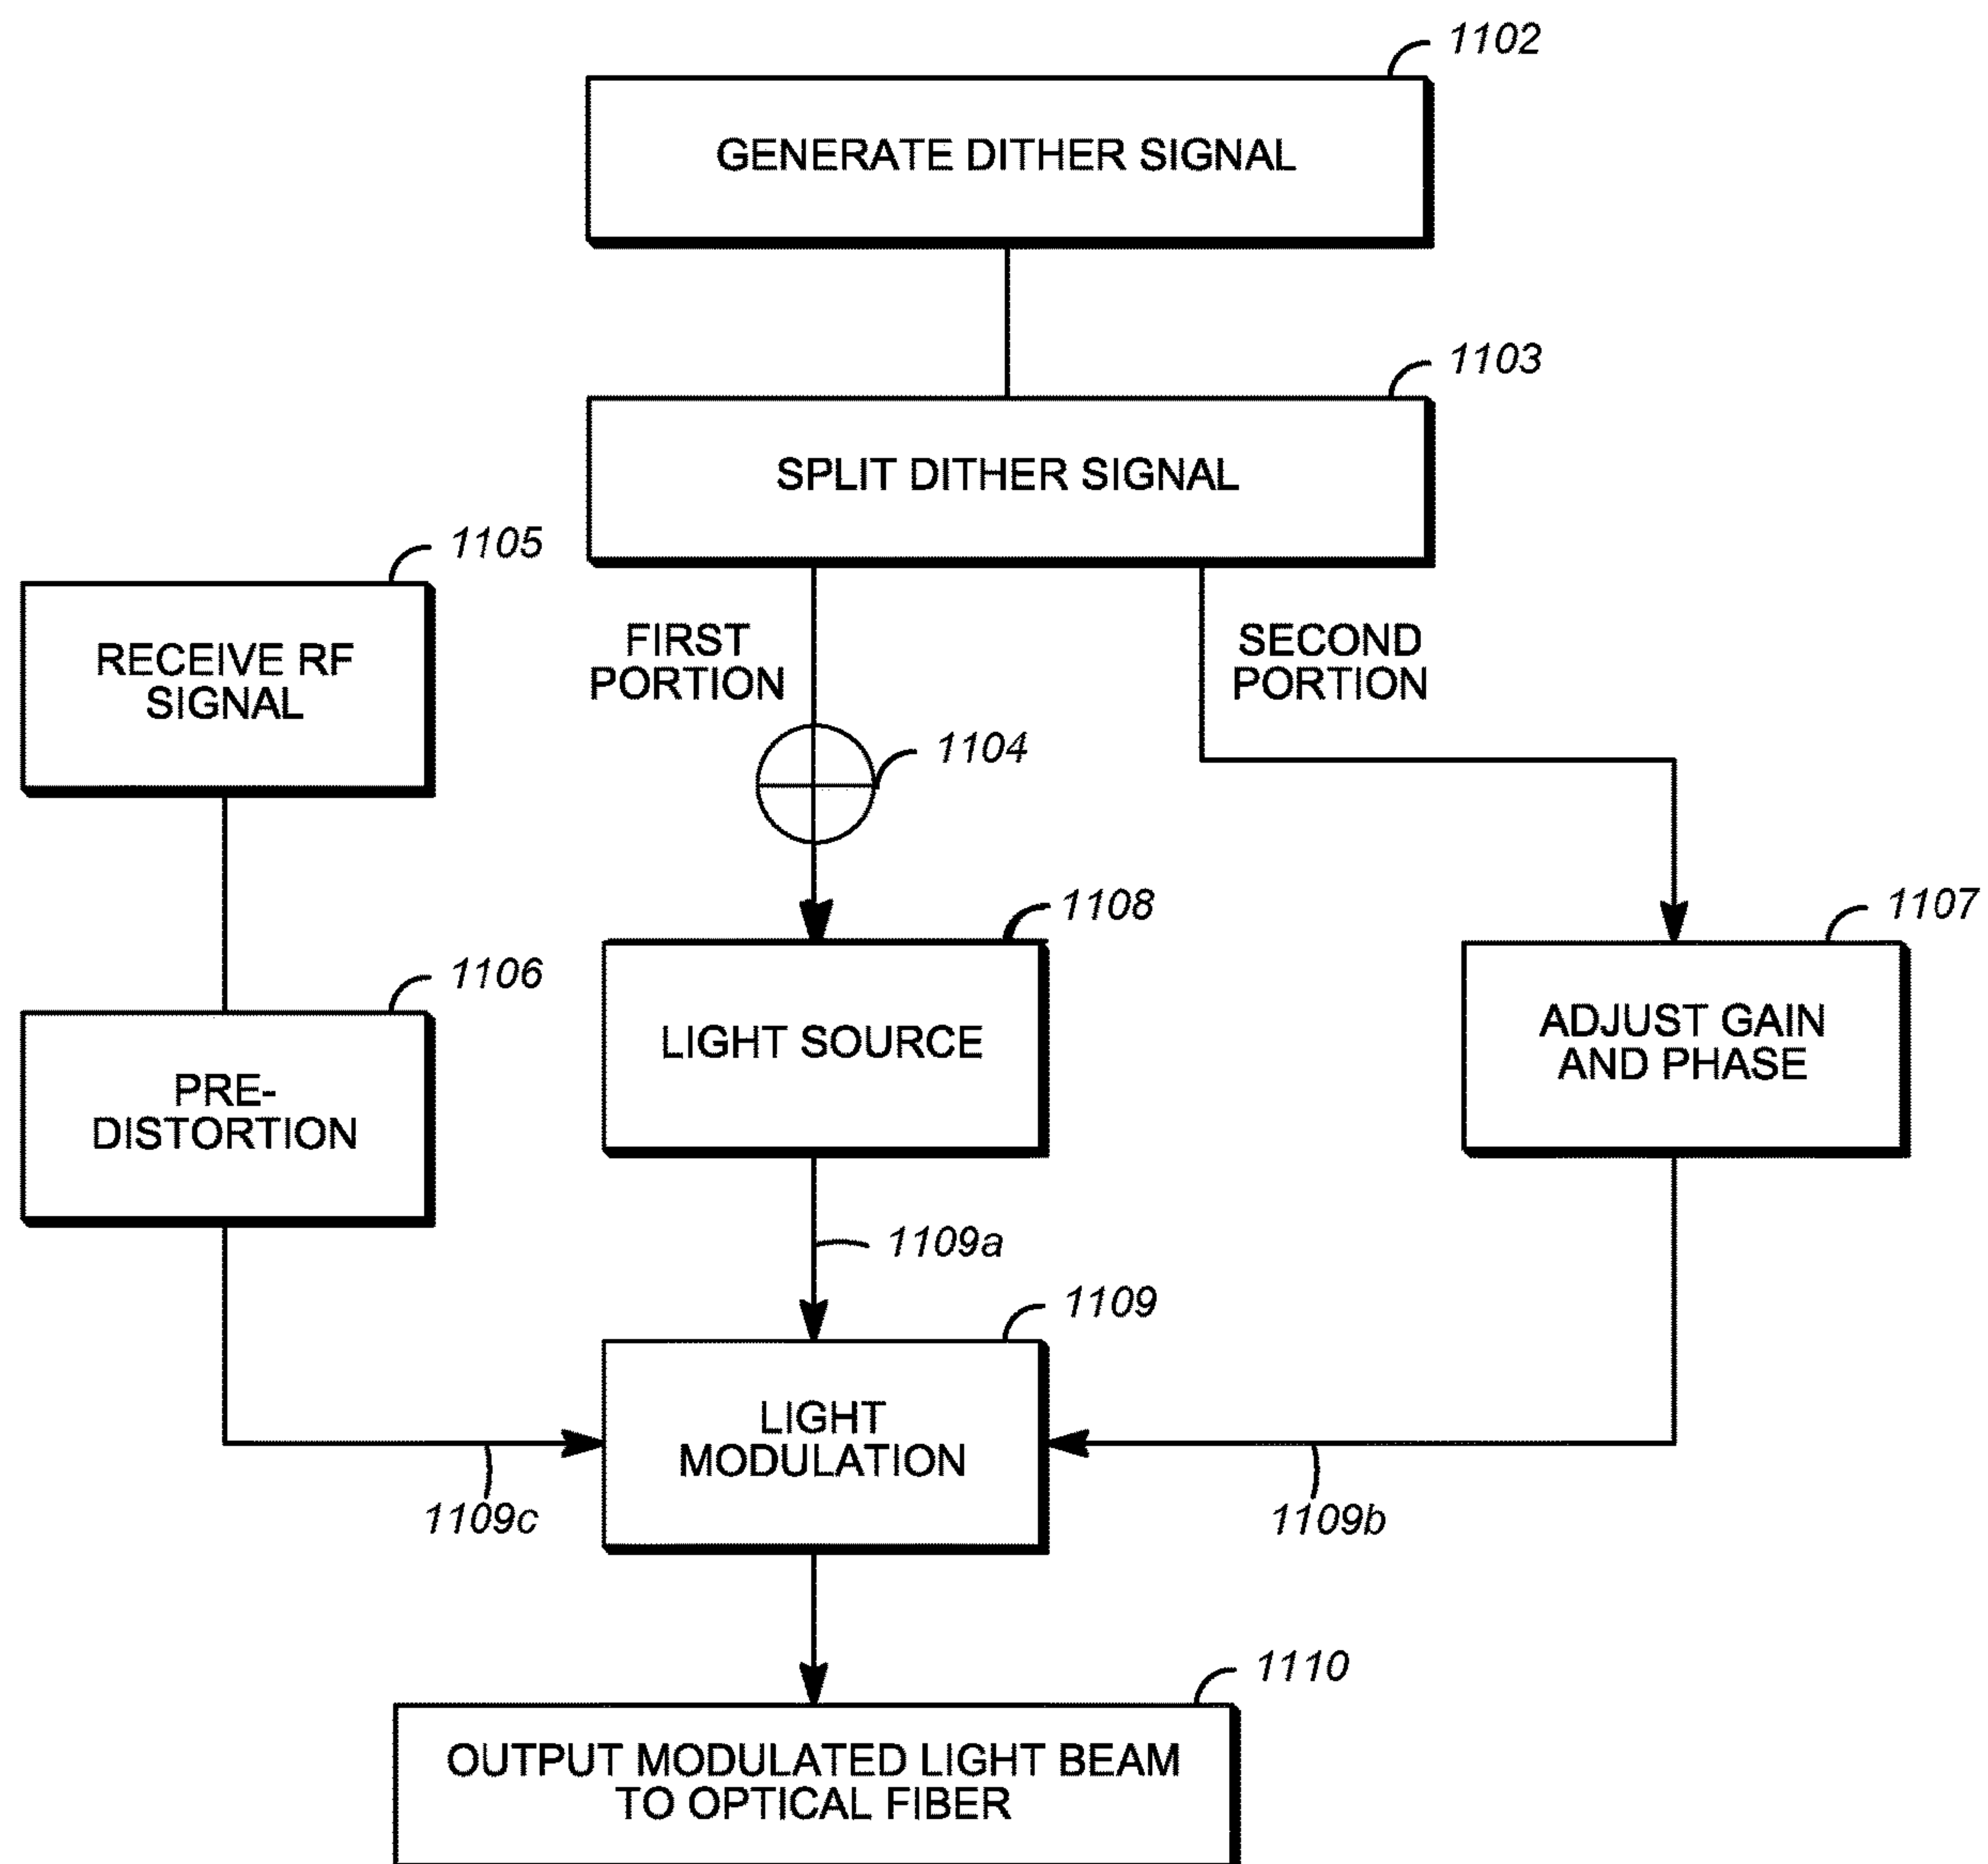 1102
GENERATE DITHER SIGNAL
1103
SPLIT DITHER SIGNAL
1105
RECEIVE RF
SIGNAL
FIRST
PORTION
SECOND
PORTION
1104
1108
LIGHT SOURCE
1107
ADJUST GAIN
AND PHASE
1106
PRE-
DISTORTION
1109a
1109
LIGHT
MODULATION
1109c
1109b
1110
OUTPUT MODULATED LIGHT BEAM
TO OPTICAL FIBER